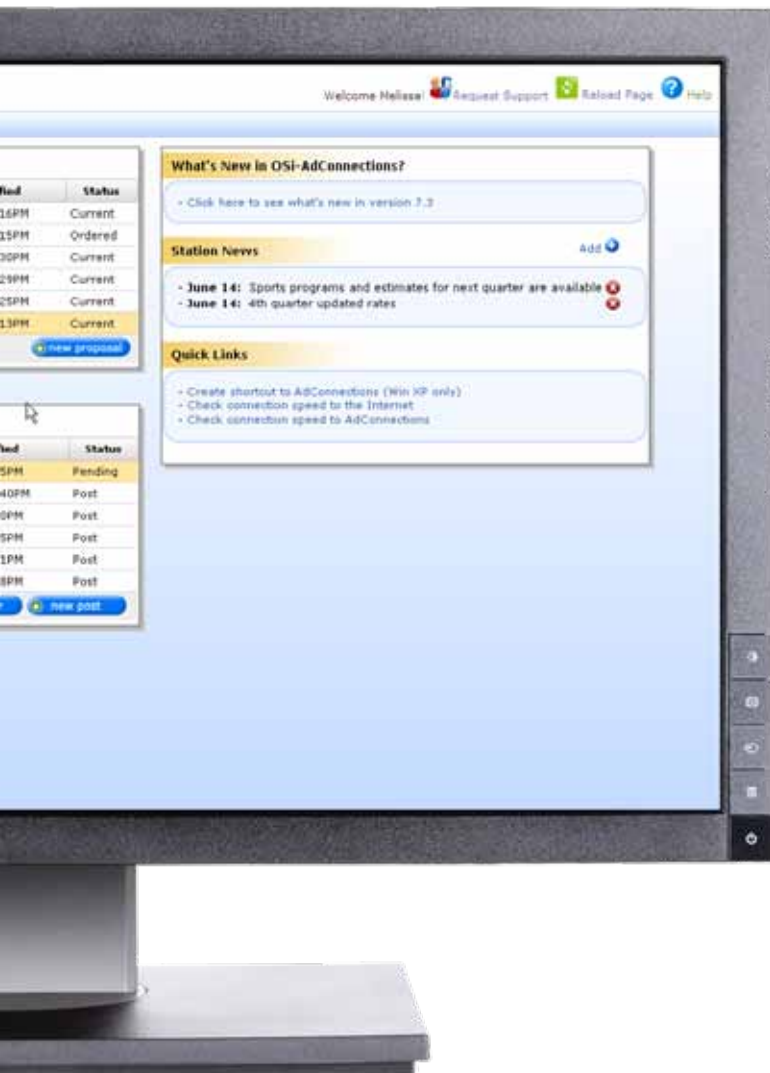 Welcome Melissa! Request Support Reload Page Help
Status
16PM Current
15PM Ordered
30PM Current
29PM Current
25PM Current
13PM Current
new proposal
Status
5PM Pending
40PM Post
0PM Post
5PM Post
1PM Post
8PM Post
new post
What's New in OSi-AdConnections?
- Click here to see what's new in version 7.3
Station News Add
- June 14: Sports programs and estimates for next quarter are available
- June 14: 4th quarter updated rates
Quick Links
- Create shortcut to AdConnections (Win XP only)
- Check connection speed to the Internet
- Check connection speed to AdConnections